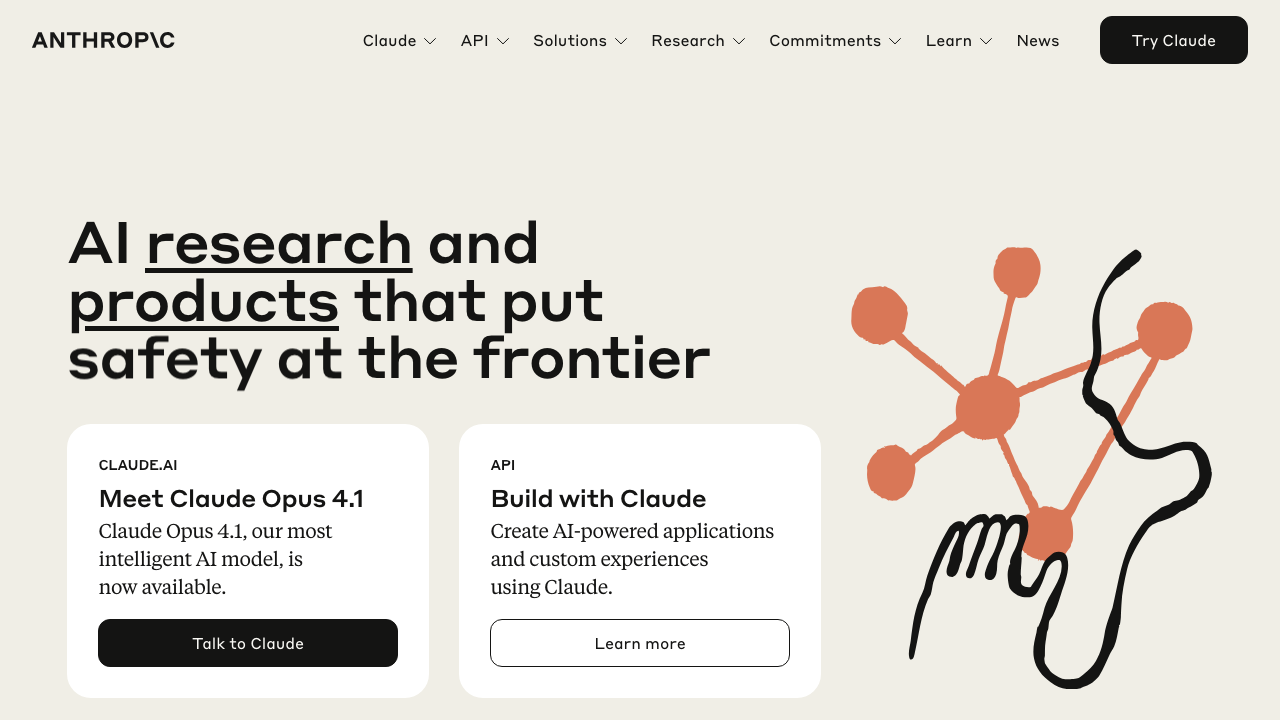 ANTHROP\C
Claude
API
Solutions
Research
Commitments
Learn
News
Try Claude
AI research and
products that put
safety at the frontier
CLAUDE.AI
Meet Claude Opus 4.1
Claude Opus 4.1, our most
intelligent AI model, is
now available.
Talk to Claude
API
Build with Claude
Create AI-powered applications
and custom experiences
using Claude.
Learn more